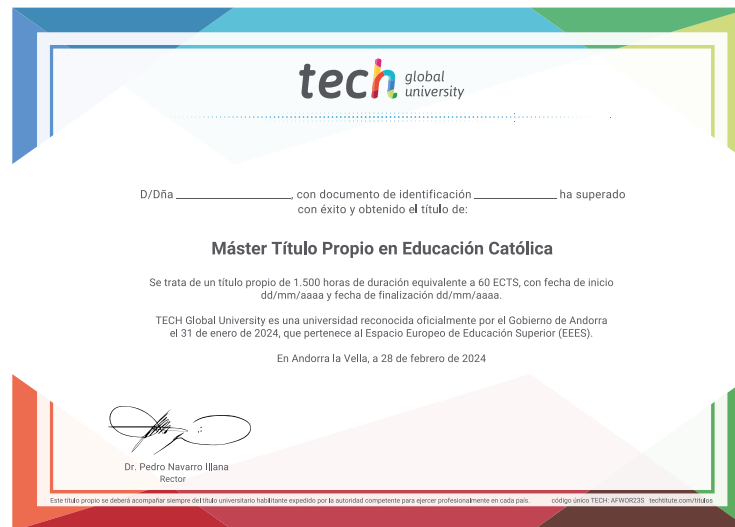 tech global university
D/Dña ______________, con documento de identificación __________ ha superado
con éxito y obtenido el título de:
Máster Título Propio en Educación Católica
Se trata de un título propio de 1.500 horas de duración equivalente a 60 ECTS, con fecha de inicio
dd/mm/aaaa y fecha de finalización dd/mm/aaaa.
TECH Global University es una universidad reconocida oficialmente por el Gobierno de Andorra
el 31 de enero de 2024, que pertenece al Espacio Europeo de Educación Superior (EEES).
En Andorra la Vella, a 28 de febrero de 2024
Dr. Pedro Navarro Illana
Rector
Este título propio se deberá acompañar siempre del título universitario habilitante expedido por la autoridad competente para ejercer profesionalmente en cada país. código único TECH: AFWOR23S techtitute.com/titulos